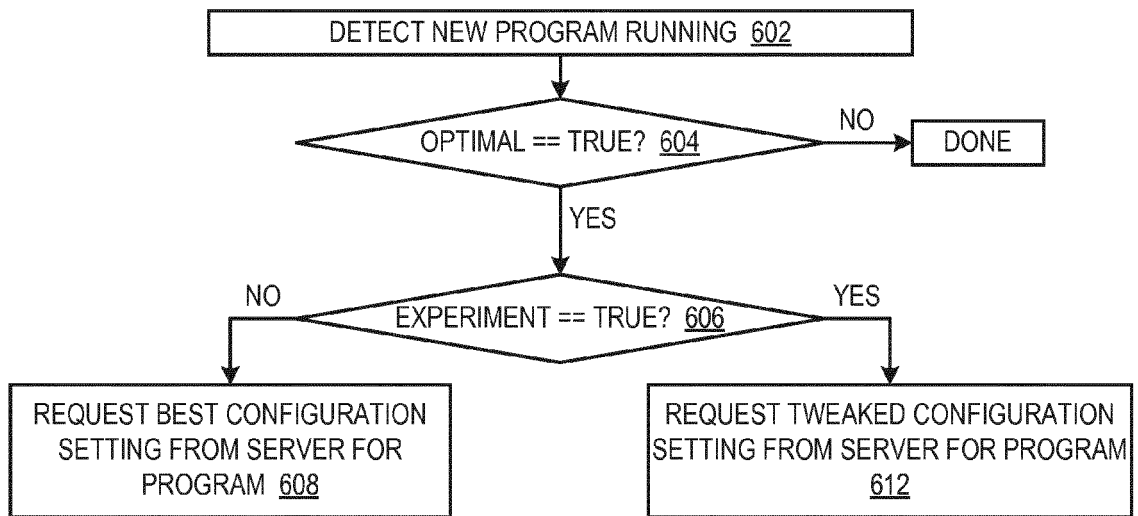 DETECT NEW PROGRAM RUNNING 602
OPTIMAL == TRUE? 604
NO
DONE
YES
NO
EXPERIMENT == TRUE? 606
YES
REQUEST BEST CONFIGURATION
SETTING FROM SERVER FOR
PROGRAM 608
REQUEST TWEAKED CONFIGURATION
SETTING FROM SERVER FOR PROGRAM
612